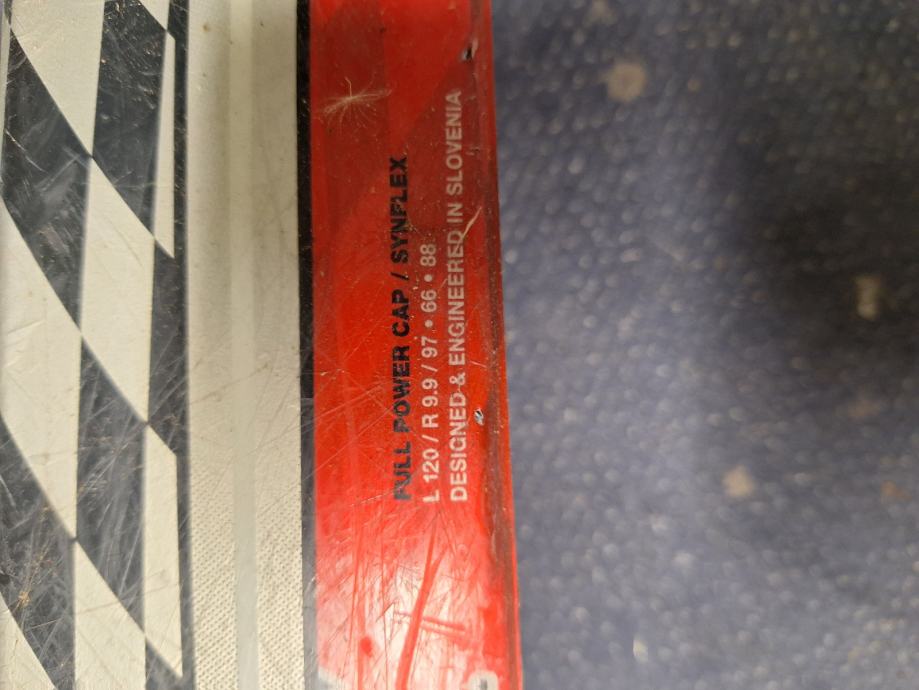 FULL POWER CAP / SYNFLEX
L 120 / R 9.9 / 97 • 66 • 88
DESIGNED & ENGINEERED IN SLOVENIA